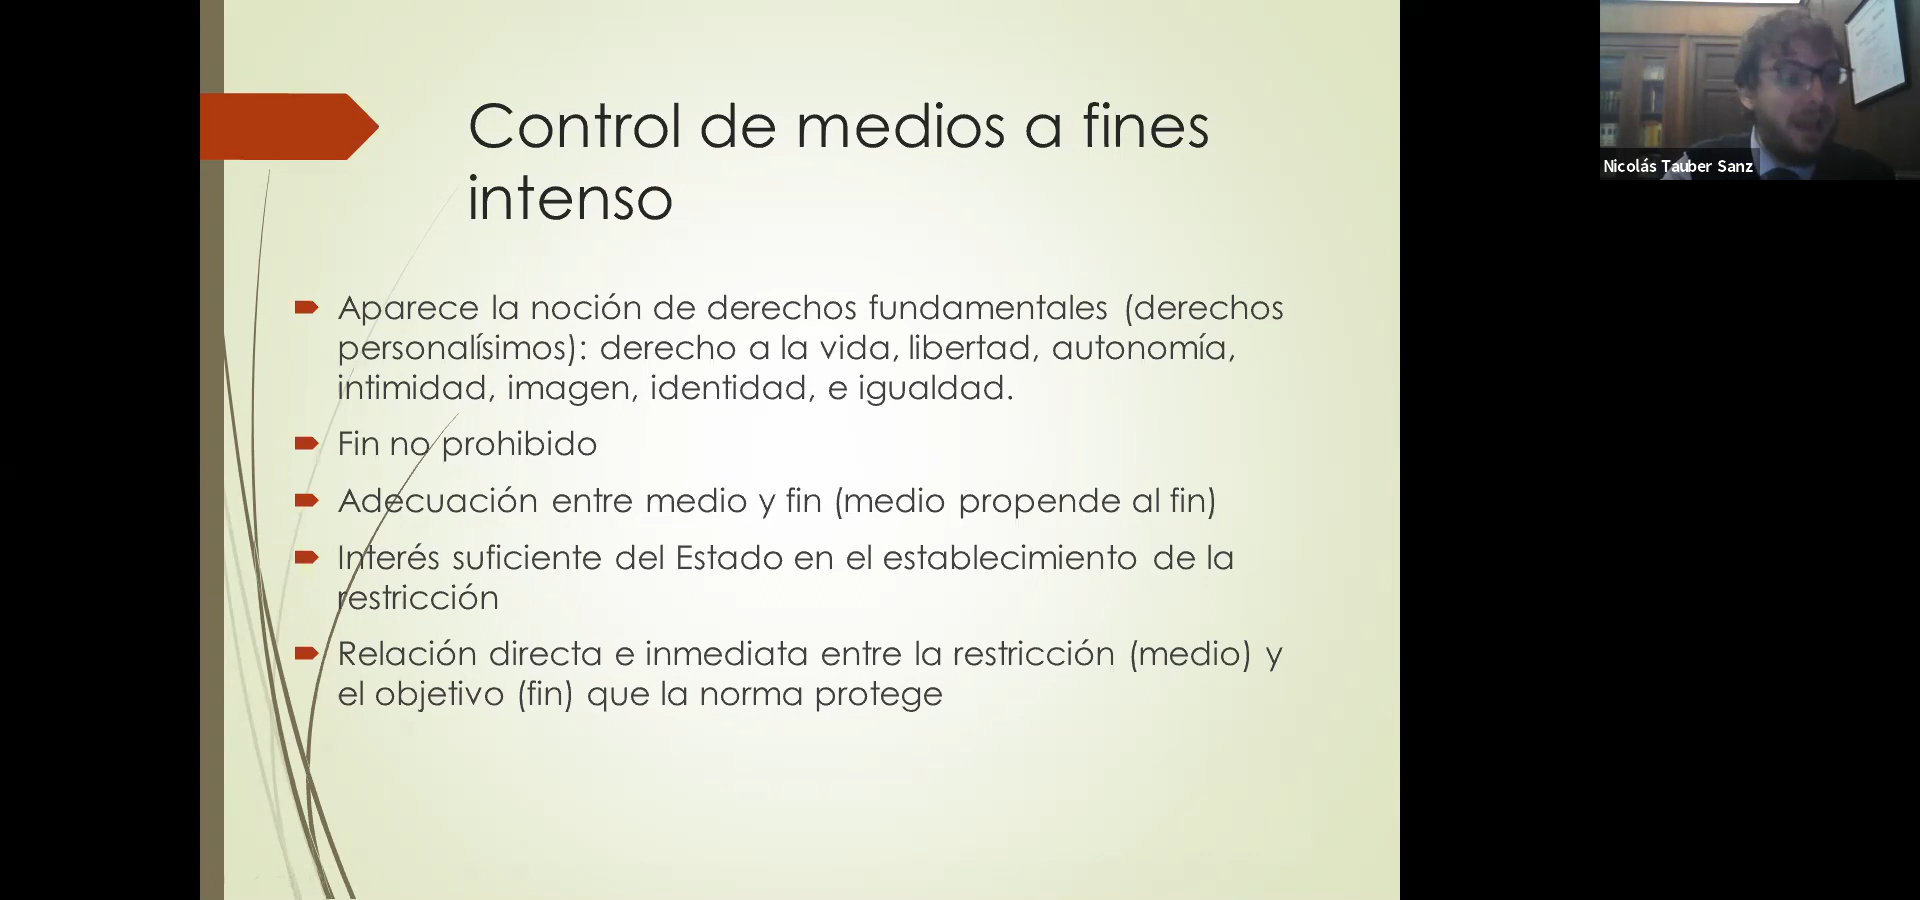 Control de medios a fines
intenso
Aparece la noción de derechos fundamentales (derechos
personalísimos): derecho a la vida, libertad, autonomía,
intimidad, imagen, identidad, e igualdad.
Fin no prohibido
Adecuación entre medio y fin (medio propende al fin)
Interés suficiente del Estado en el establecimiento de la
restricción
Relación directa e inmediata entre la restricción (medio) y
el objetivo (fin) que la norma protege
Nicolás Tauber Sanz